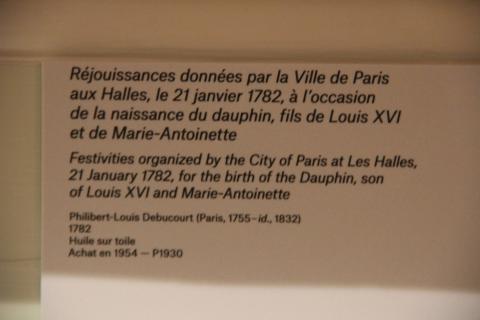 Réjouissances données par la Ville de Paris
aux Halles, le 21 janvier 1782, à l'occasion
de la naissance du dauphin, fils de Louis XVI
et de Marie-Antoinette
Festivities organized by the City of Paris at Les Halles,
21 January 1782, for the birth of the Dauphin, son
of Louis XVI and Marie-Antoinette
Philibert-Louis Debucourt (Paris, 1755–id., 1832)
1782
Huile sur toile
Achat en 1954 — P1930